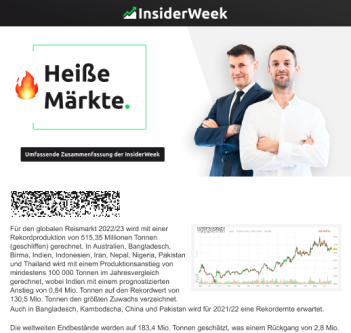 InsiderWeek
Heiße
Märkte.
Umfassende Zusammenfassung der InsiderWeek
Für den globalen Reismarkt 2022/23 wird mit einer
Rekordproduktion von 515,35 Millionen Tonnen
(geschliffen) gerechnet. In Australien, Bangladesch,
Birma, Indien, Indonesien, Iran, Nepal, Nigeria, Pakistan
und Thailand wird mit einem Produktionsanstieg von
mindestens 100 000 Tonnen im Jahresvergleich
gerechnet, wobei Indien mit einem prognostizierten
Anstieg von 0,84 Mio. Tonnen auf den Rekordwert von
130,5 Mio. Tonnen den größten Zuwachs verzeichnet.
Auch in Bangladesch, Kambodscha, China und Pakistan wird für 2021/22 eine Rekordernte erwartet.
Die weltweiten Endbestände werden auf 183,4 Mio. Tonnen geschätzt, was einem Rückgang von 2,8 Mio.